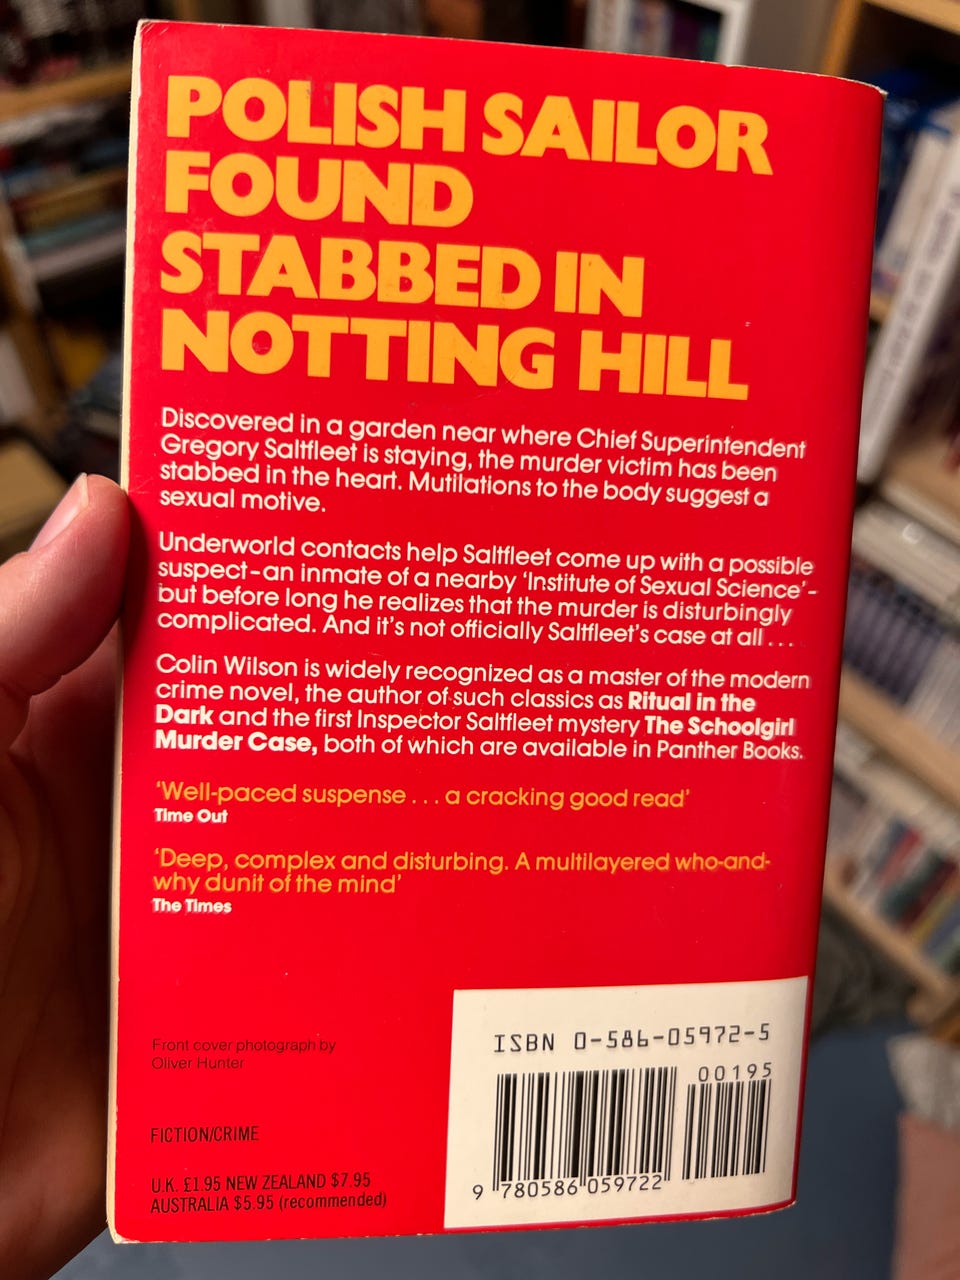 POLISH SAILOR
FOUND
STABBED IN
NOTTING HILL
Discovered in a garden near where Chief Superintendent
Gregory Saltfleet is staying, the murder victim has been
stabbed in the heart. Mutilations to the body suggest a
sexual motive.
Underworld contacts help Saltfleet come up with a possible
suspect–an inmate of a nearby ‘Institute of Sexual Science’–
but before long he realizes that the murder is disturbingly
complicated. And it’s not officially Saltfleet’s case at all . . .
Colin Wilson is widely recognized as a master of the modern
crime novel, the author of such classics as Ritual in the
Dark and the first Inspector Saltfleet mystery The Schoolgirl
Murder Case, both of which are available in Panther Books.
‘Well-paced suspense . . . a cracking good read’
Time Out
‘Deep, complex and disturbing. A multilayered who-and-
why dunit of the mind’
The Times
Front cover photograph by
Oliver Hunter
FICTION/CRIME
U.K. £1.95 NEW ZEALAND $7.95
AUSTRALIA $5.95 (recommended)
ISBN 0-586-05972-5
00195
9 780586 059722